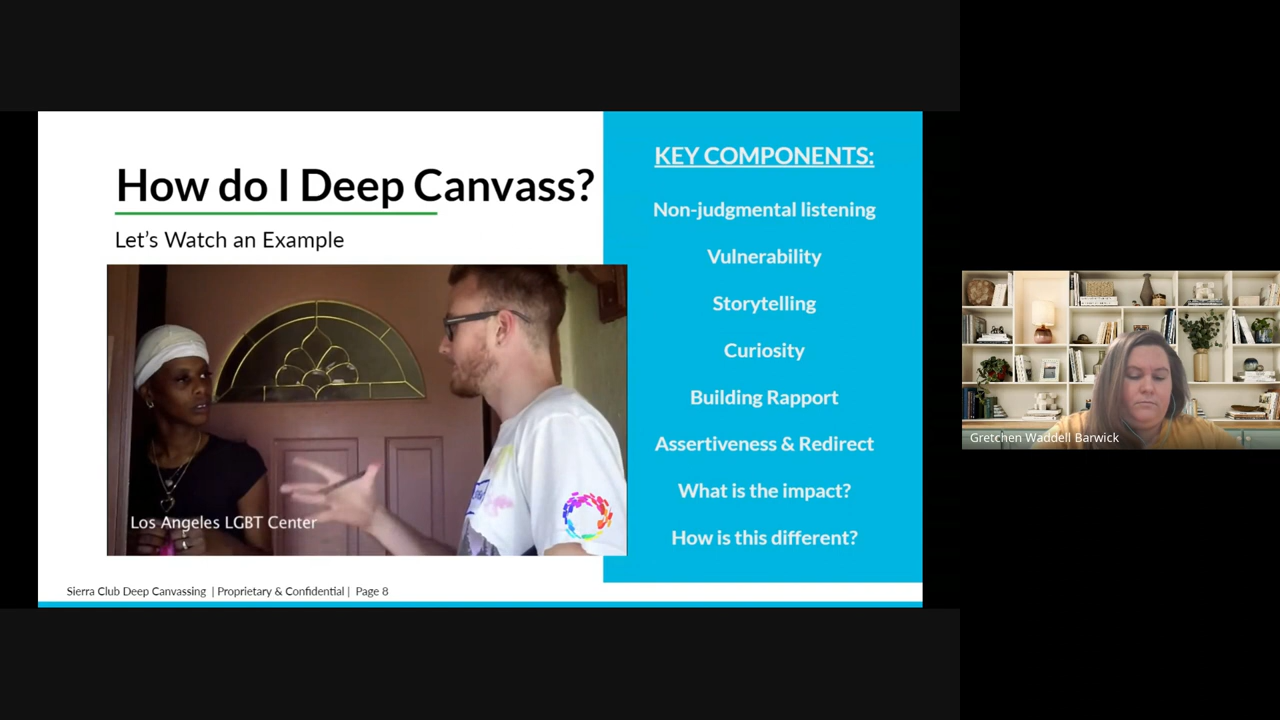 How do I Deep Canvass?
Let's Watch an Example
Los Angeles LGBT Center
KEY COMPONENTS:
Non-judgmental listening
Vulnerability
Storytelling
Curiosity
Building Rapport
Assertiveness & Redirect
What is the impact?
How is this different?
Sierra Club Deep Canvassing | Proprietary & Confidential | Page 8
Gretchen Waddell Barwick